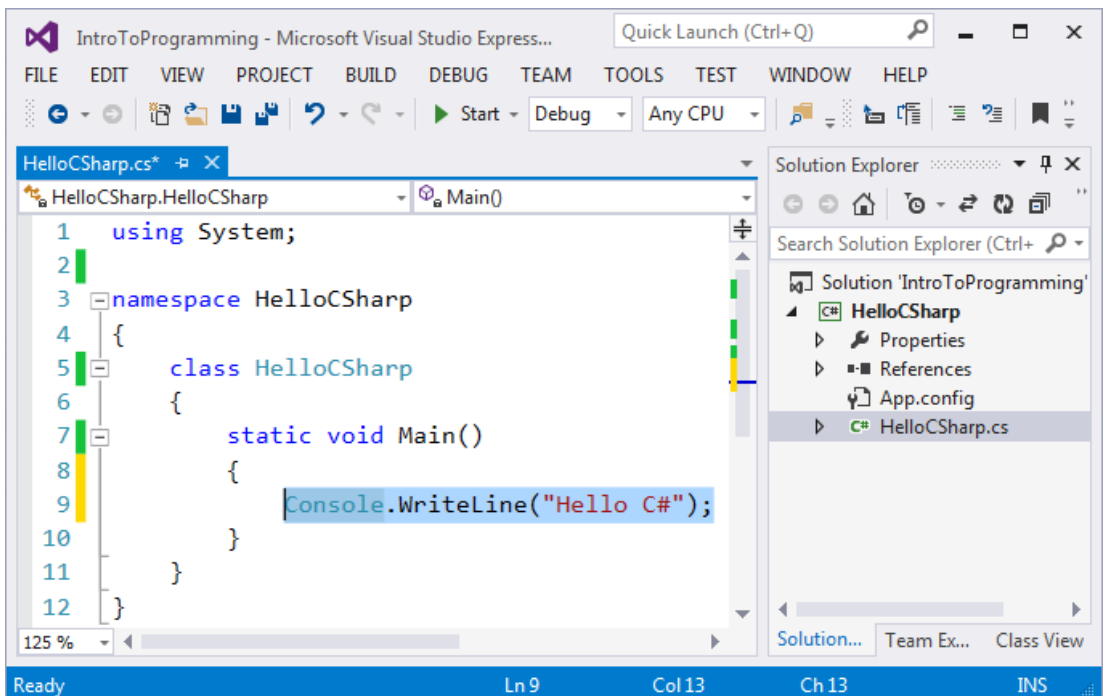 IntroToProgramming - Microsoft Visual Studio Express...
Quick Launch (Ctrl+Q)
FILE EDIT VIEW PROJECT BUILD DEBUG TEAM TOOLS TEST WINDOW HELP
Start Debug Any CPU
HelloCSharp.cs*
HelloCSharp.HelloCSharp Main()
1 using System;
2
3 namespace HelloCSharp
4 {
5 class HelloCSharp
6 {
7 static void Main()
8 {
9 Console.WriteLine("Hello C#");
10 }
11 }
12 }
125 %
Solution Explorer
Search Solution Explorer (Ctrl+
Solution 'IntroToProgramming'
C# HelloCSharp
Properties
References
App.config
C# HelloCSharp.cs
Solution... Team Ex... Class View
Ready Ln 9 Col 13 Ch 13 INS